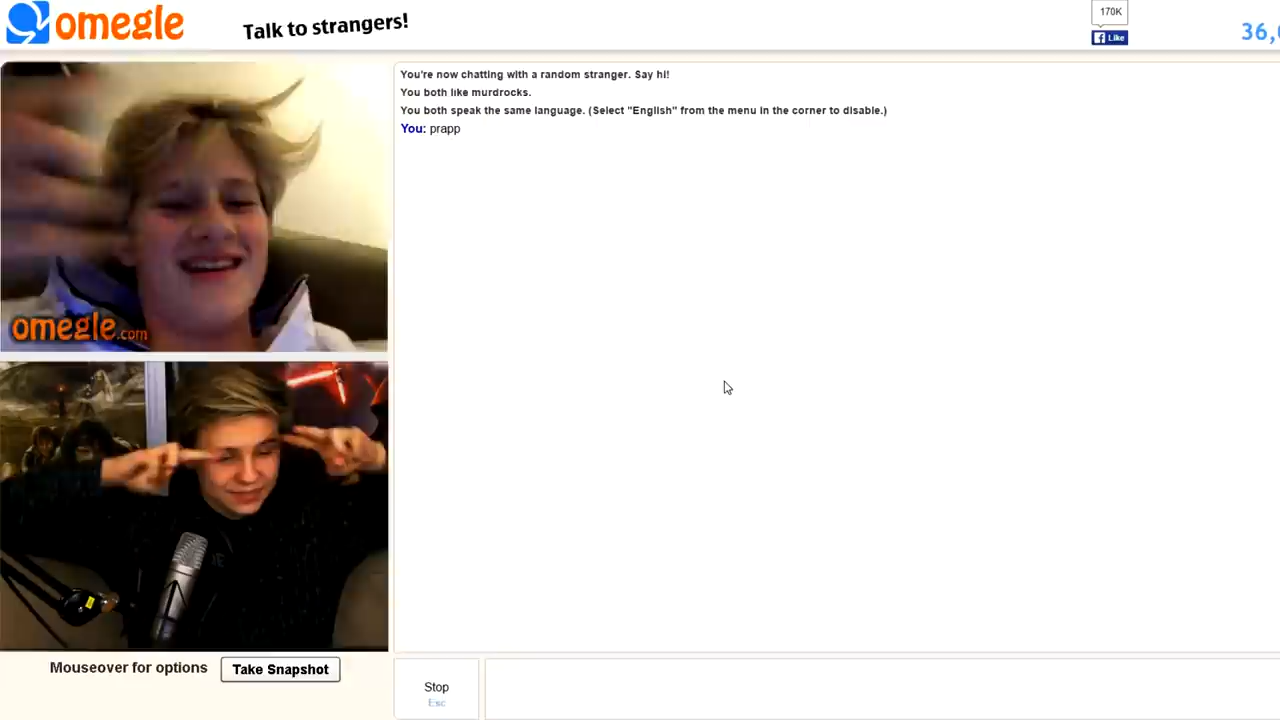 omegle
Talk to strangers!
170K
Like
36,
You're now chatting with a random stranger. Say hi!
You both like murdrocks.
You both speak the same language. (Select "English" from the menu in the corner to disable.)
You: prapp
omegle.com
Mouseover for options
Take Snapshot
Stop
Esc